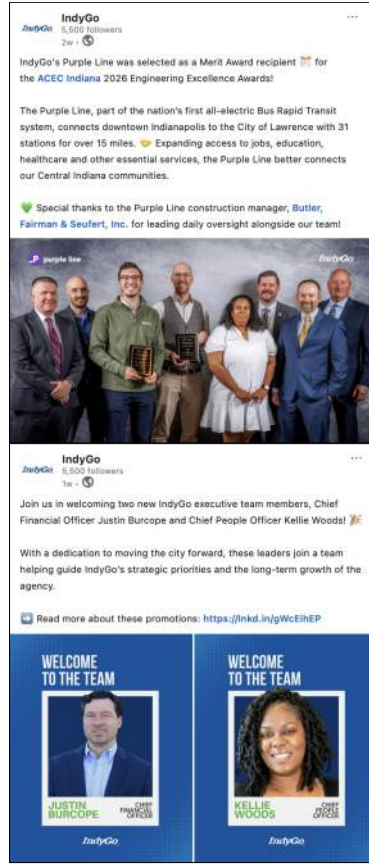 IndyGo
IndyGo
5,500 followers
2w •
IndyGo's Purple Line was selected as a Merit Award recipient for
the ACEC Indiana 2026 Engineering Excellence Awards!
The Purple Line, part of the nation's first all-electric Bus Rapid Transit
system, connects downtown Indianapolis to the City of Lawrence with 31
stations for over 15 miles. Expanding access to jobs, education,
healthcare and other essential services, the Purple Line better connects
our Central Indiana communities.
Special thanks to the Purple Line construction manager, Butler,
Fairman & Seufert, Inc. for leading daily oversight alongside our team!
P purple line
IndyGo
IndyGo
IndyGo
5,500 followers
1w •
Join us in welcoming two new IndyGo executive team members, Chief
Financial Officer Justin Burcope and Chief People Officer Kellie Woods!
With a dedication to moving the city forward, these leaders join a team
helping guide IndyGo's strategic priorities and the long-term growth of the
agency.
Read more about these promotions: https://lnkd.in/gWcEihEP
WELCOME
TO THE TEAM
JUSTIN
BURCOPE
CHIEF
FINANCIAL
OFFICER
IndyGo
WELCOME
TO THE TEAM
KELLIE
WOODS
CHIEF
PEOPLE
OFFICER
IndyGo